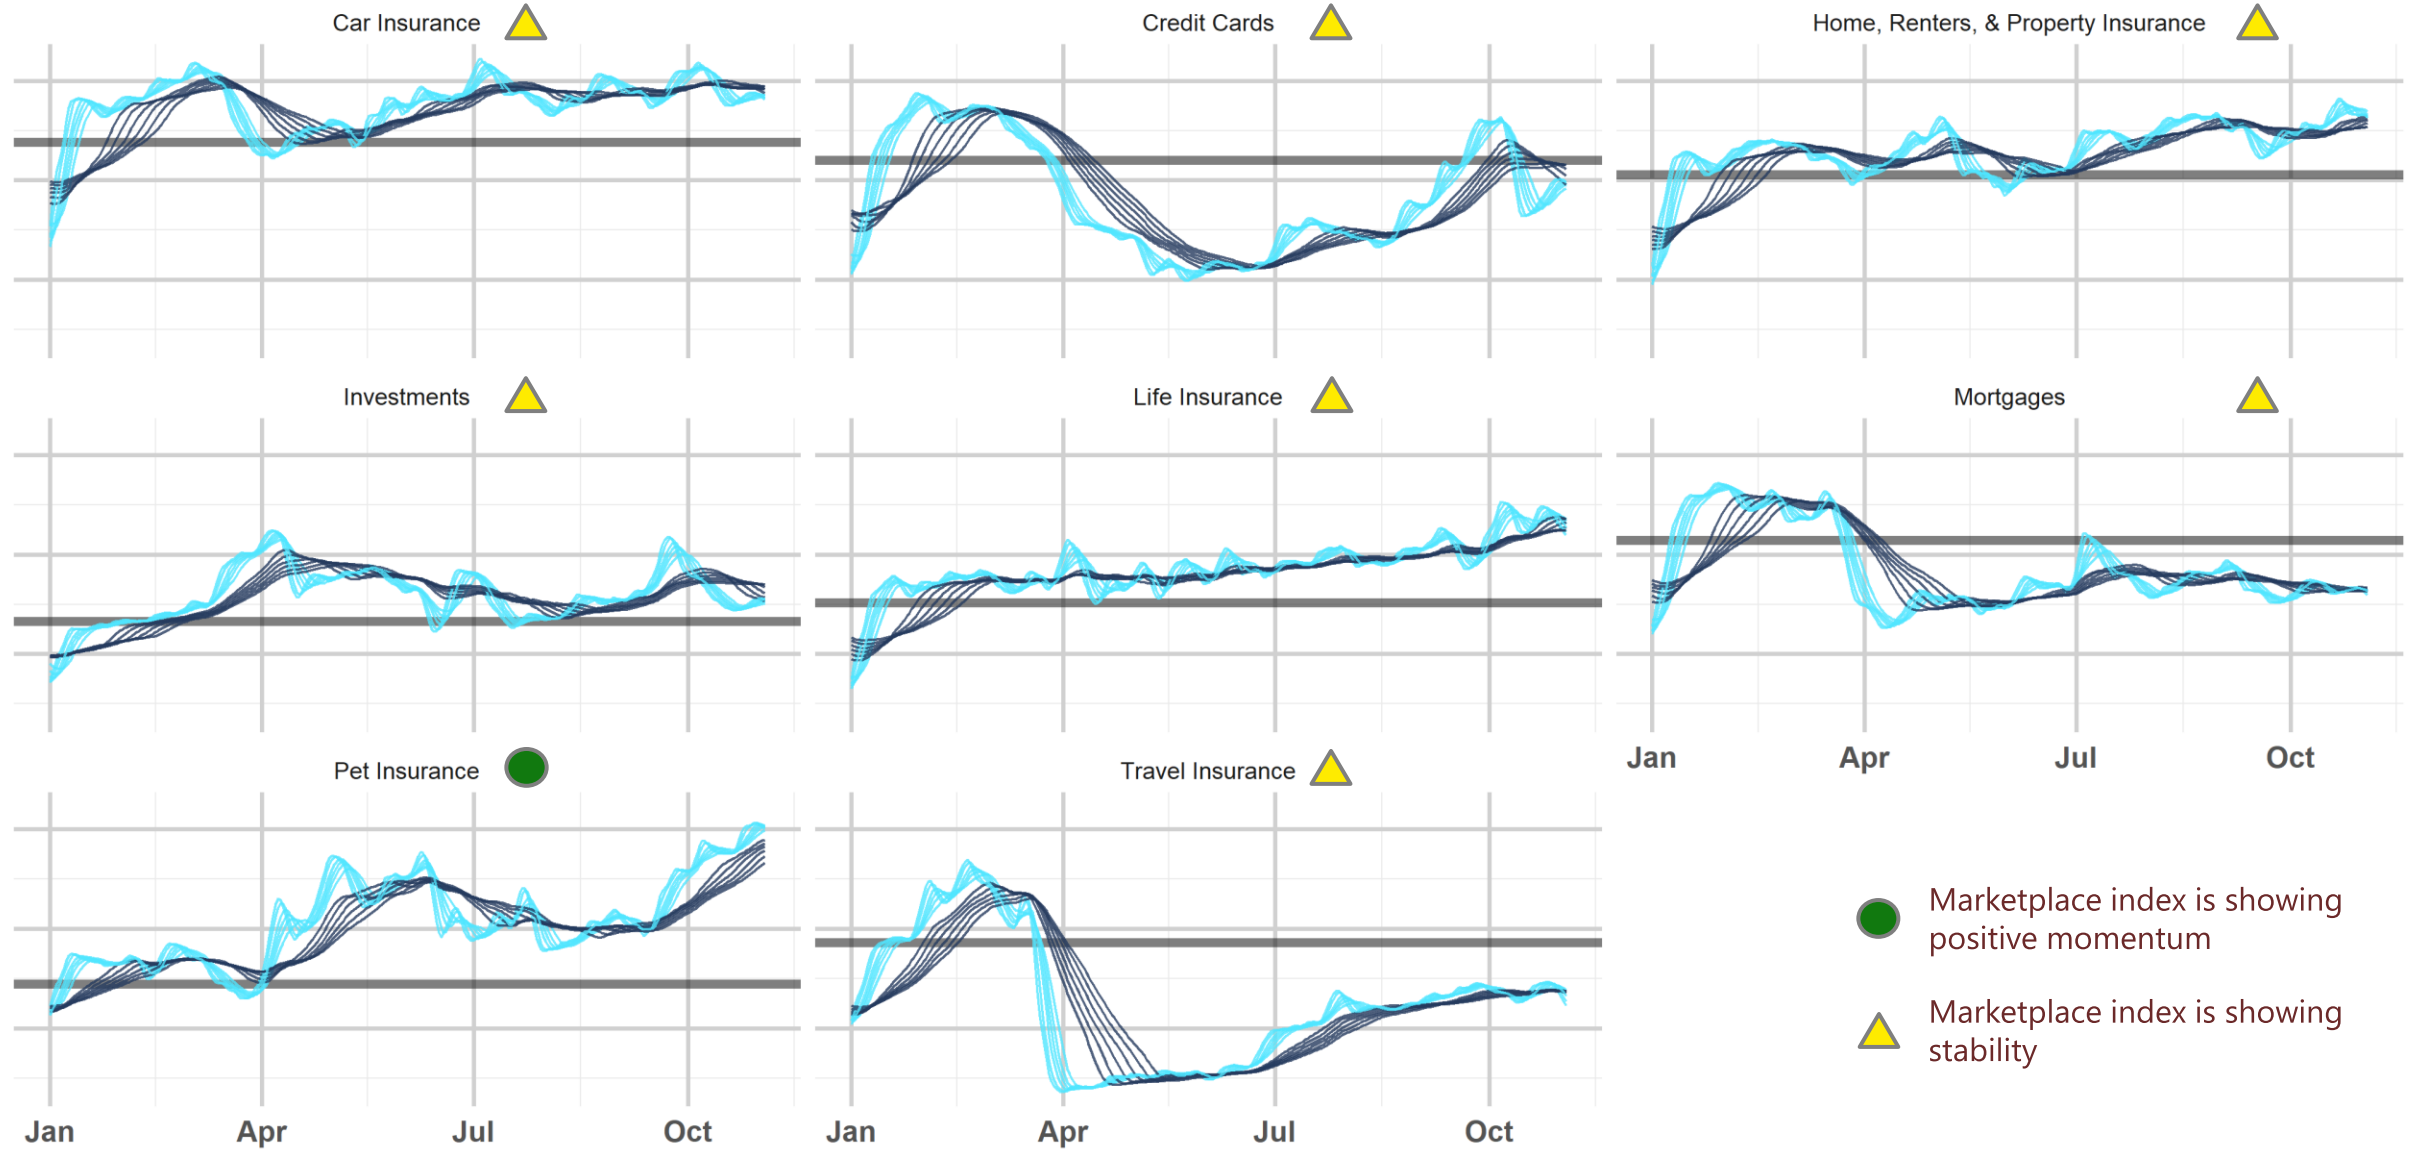 Car Insurance
Credit Cards
Home, Renters, & Property Insurance
Investments
Life Insurance
Mortgages
Jan Apr Jul Oct
Pet Insurance
Travel Insurance
Marketplace index is showing
positive momentum
Marketplace index is showing
stability
Jan Apr Jul Oct
Jan Apr Jul Oct